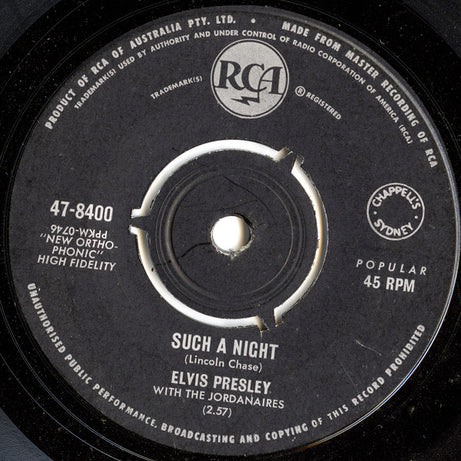 PRODUCT OF RCA OF AUSTRALIA PTY. LTD. • MADE FROM MASTER RECORDING OF RCA
TRADEMARK(S) USED BY AUTHORITY AND UNDER CONTROL OF RADIO CORPORATION OF AMERICA (RCA)
TRADEMARK(S)
RCA
® REGISTERED
47-8400
PPKM-0746
"NEW ORTHO-
PHONIC"
HIGH FIDELITY
CHAPPELL'S
SYDNEY
POPULAR
45 RPM
SUCH A NIGHT
(Lincoln Chase)
ELVIS PRESLEY
WITH THE JORDANAIRES
(2.57)
UNAUTHORISED PUBLIC PERFORMANCE, BROADCASTING AND COPYING OF THIS RECORD PROHIBITED